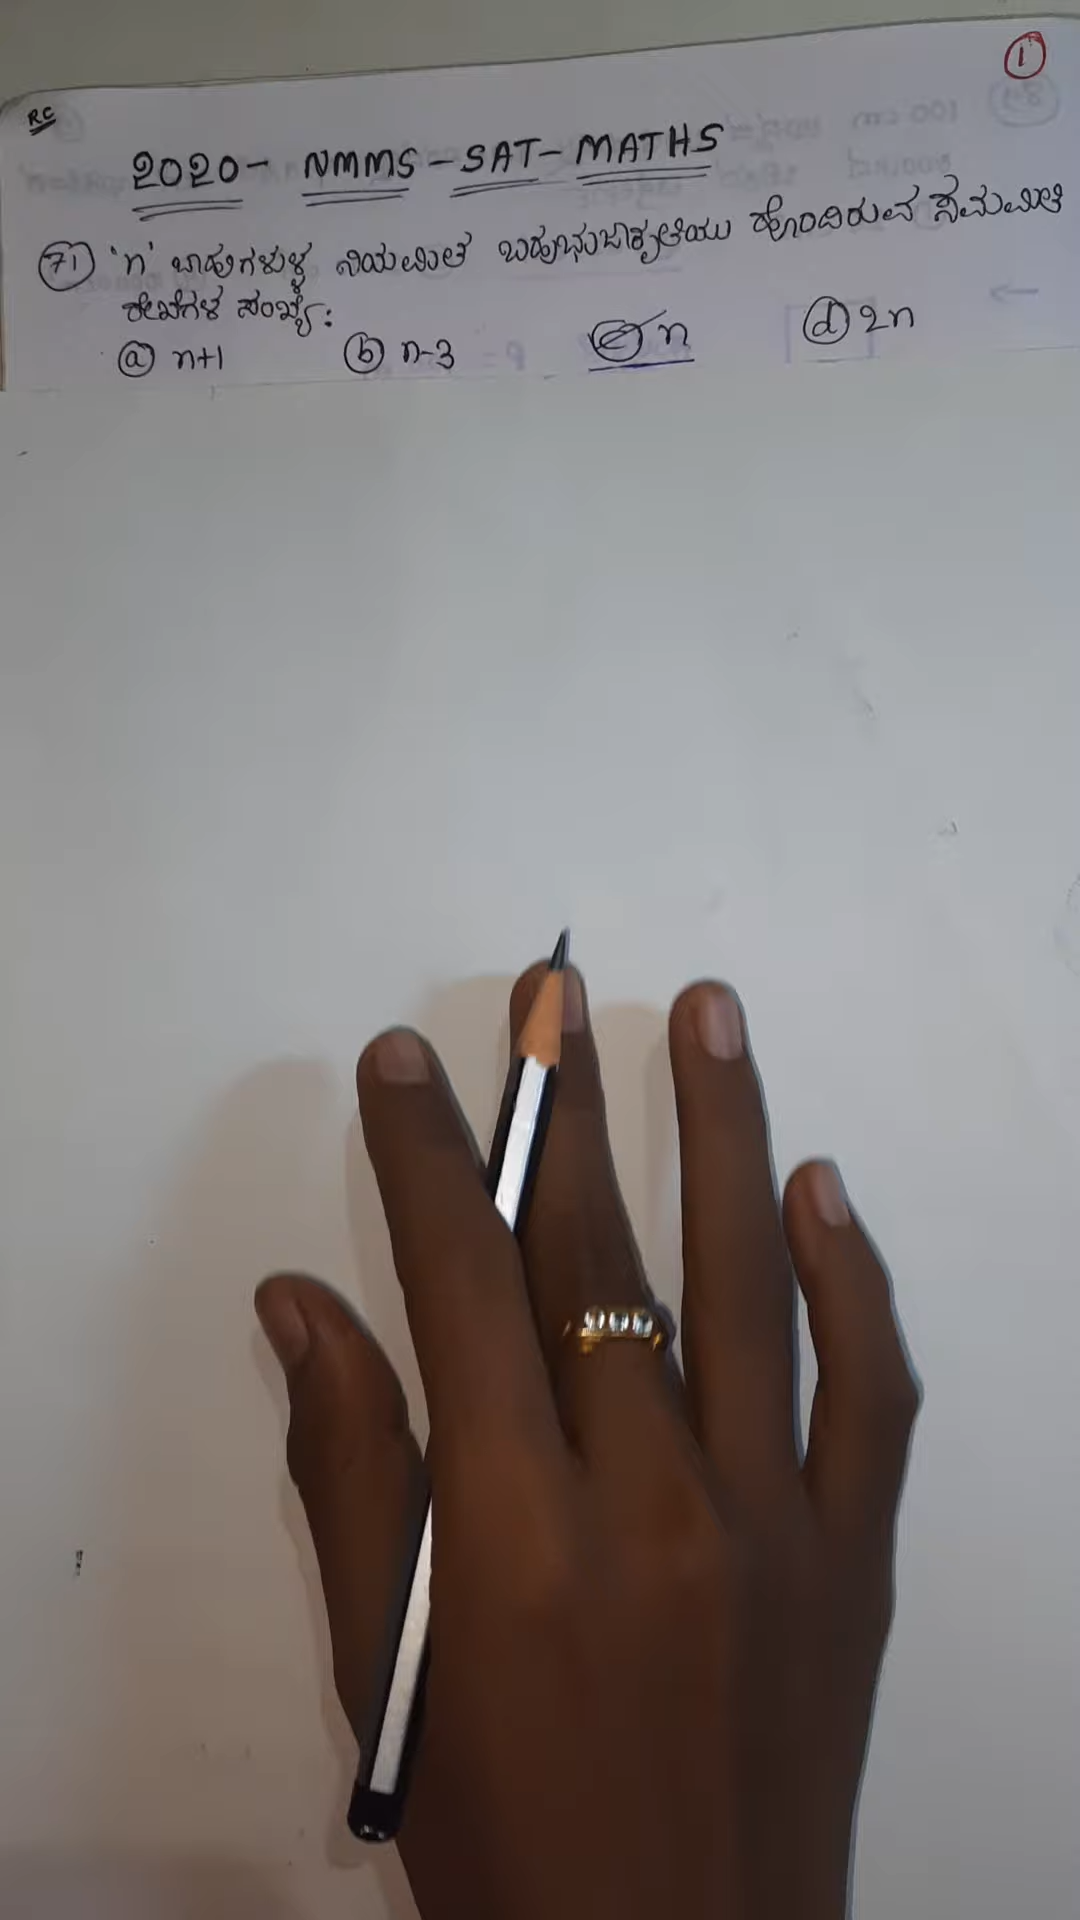 1
RC
2020- NMMS - SAT - MATHS
71) 'n' ಬಾಹುಗಳುಳ್ಳ ನಿಯಮಿತ ಬಹುಭುಜಾಕೃತಿಯು ಹೊಂದಿರುವ ಸಮಮಿತಿ
ರೇಖೆಗಳ ಸಂಖ್ಯೆ:
a) n+1 b) n-3 c) n d) 2n